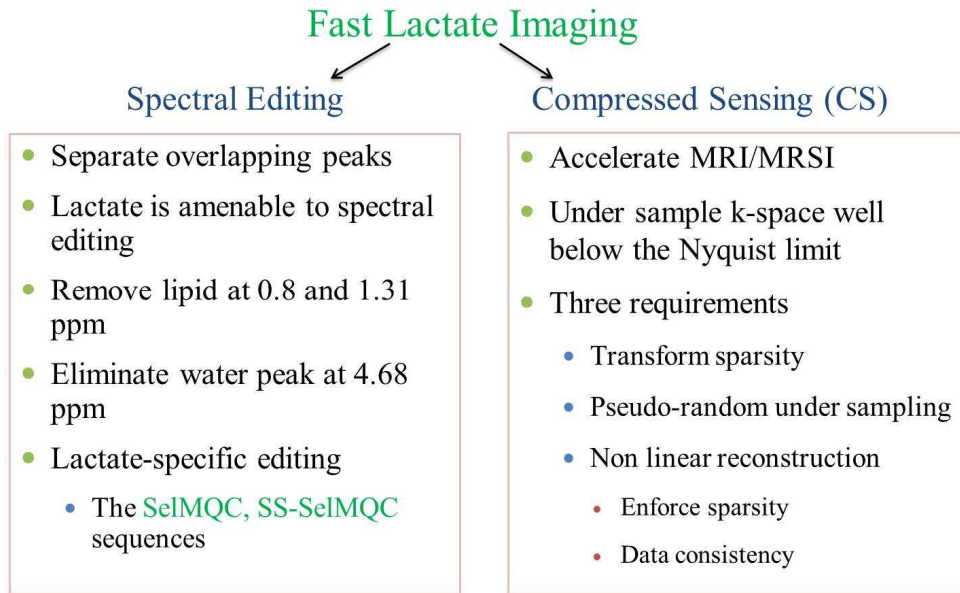 Fast Lactate Imaging
Spectral Editing
Separate overlapping peaks
Lactate is amenable to spectral
editing
Remove lipid at 0.8 and 1.31
ppm
Eliminate water peak at 4.68
ppm
Lactate-specific editing
The SelMQC, SS-SelMQC
sequences
Compressed Sensing (CS)
Accelerate MRI/MRSI
Under sample k-space well
below the Nyquist limit
Three requirements
Transform sparsity
Pseudo-random under sampling
Non linear reconstruction
Enforce sparsity
Data consistency